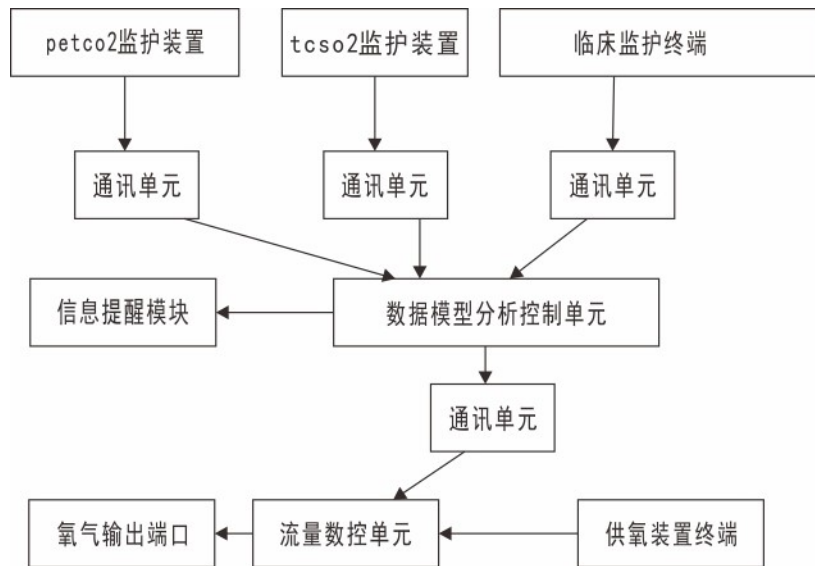 petco2监护装置
tcso2监护装置
临床监护终端
通讯单元
通讯单元
通讯单元
信息提醒模块
数据模型分析控制单元
通讯单元
氧气输出端口
流量数控单元
供氧装置终端